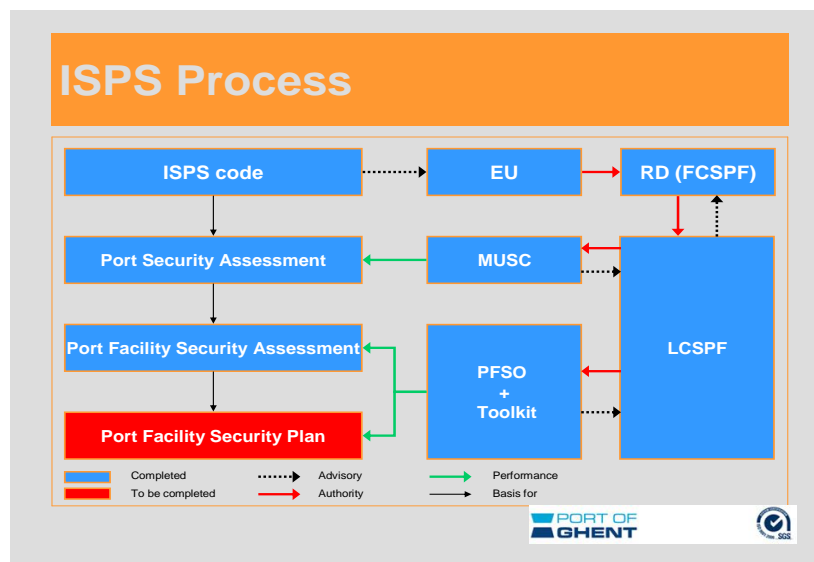 ISPS Process
ISPS code
EU
RD (FCSPF)
Port Security Assessment
MUSC
Port Facility Security Assessment
LCSPF
PFSO
+
Toolkit
Port Facility Security Plan
Completed
Advisory
Performance
To be completed
Authority
Basis for
PORT OF
GHENT
SGS